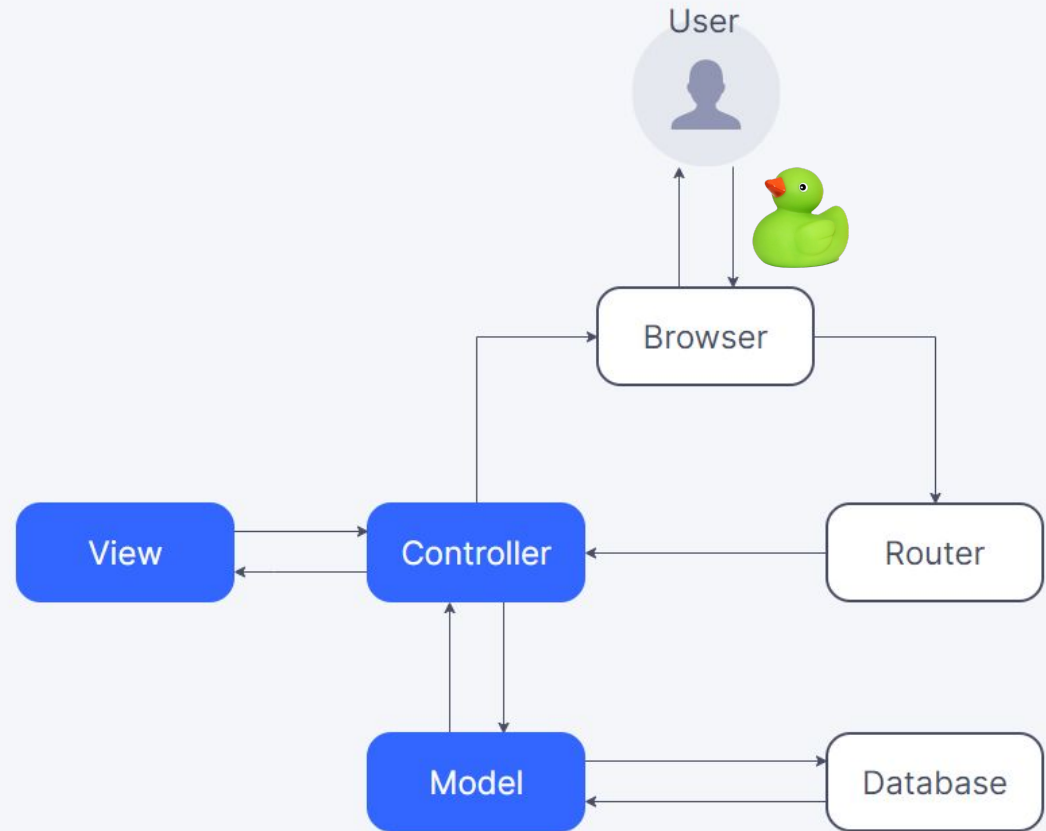 User
Browser
View
Controller
Router
Model
Database